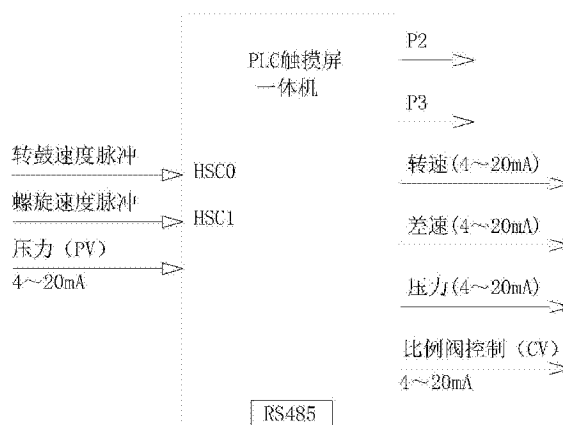 PLC触摸屏
一体机
转鼓速度脉冲
HSC0
螺旋速度脉冲
HSC1
压力（PV）
4～20mA
P2
P3
转速(4～20mA)
差速(4～20mA)
压力(4～20mA)
比例阀控制（CV）
4～20mA
RS485